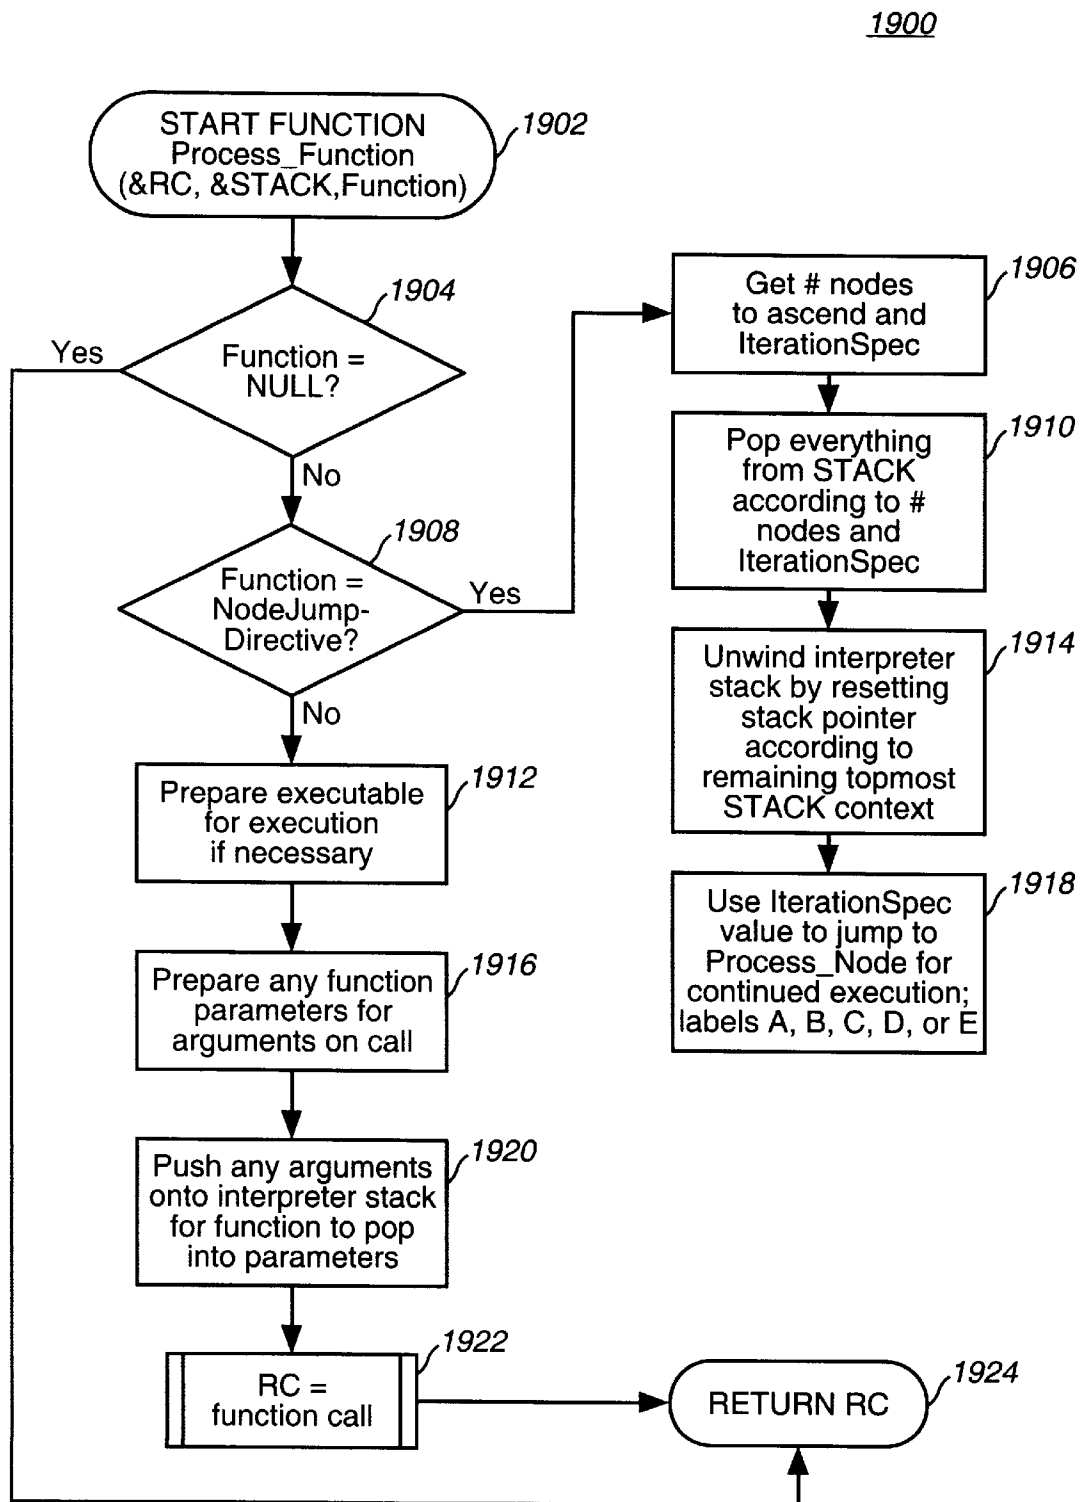 1900
START FUNCTION
Process_Function
(&RC, &STACK,Function)
1902
1904
Function =
NULL?
Yes
No
1908
Function =
NodeJump-
Directive?
Yes
No
1906
Get # nodes
to ascend and
IterationSpec
1910
Pop everything
from STACK
according to #
nodes and
IterationSpec
1914
Unwind interpreter
stack by resetting
stack pointer
according to
remaining topmost
STACK context
1918
Use IterationSpec
value to jump to
Process_Node for
continued execution;
labels A, B, C, D, or E
1912
Prepare executable
for execution
if necessary
1916
Prepare any function
parameters for
arguments on call
1920
Push any arguments
onto interpreter stack
for function to pop
into parameters
1922
RC =
function call
1924
RETURN RC